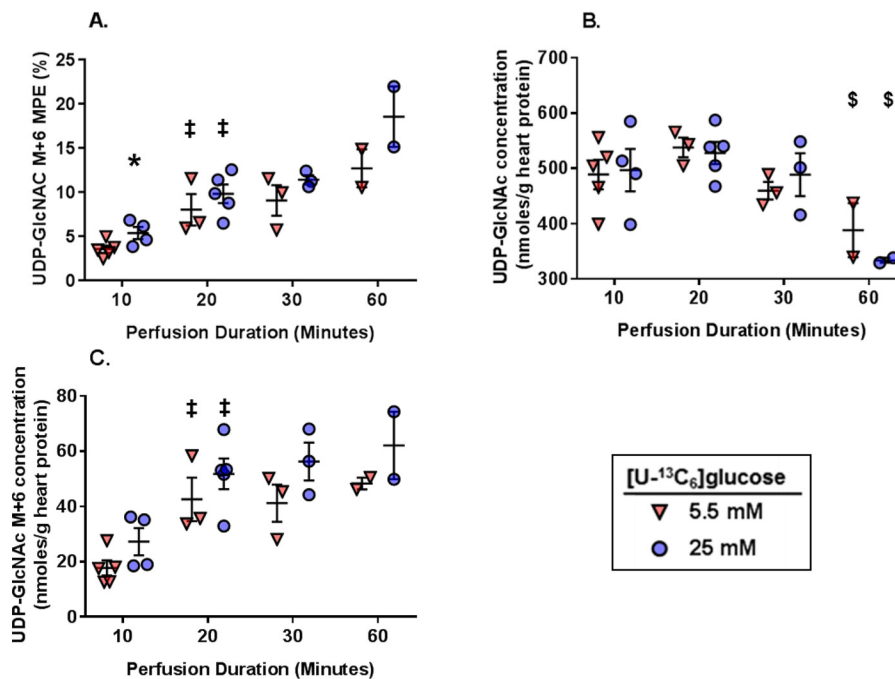 A.
UDP-GlcNAC M+6 MPE (%)
25
20
15
10
5
0
*
‡ ‡
10 20 30 60
Perfusion Duration (Minutes)
B.
UDP-GlcNAc concentration
(nmoles/g heart protein)
700
600
500
400
300
$ $
10 20 30 60
Perfusion Duration (Minutes)
C.
UDP-GlcNAc M+6 concentration
(nmoles/g heart protein)
80
60
40
20
0
‡ ‡
10 20 30 60
Perfusion Duration (Minutes)
[U-¹³C₆]glucose
5.5 mM
25 mM